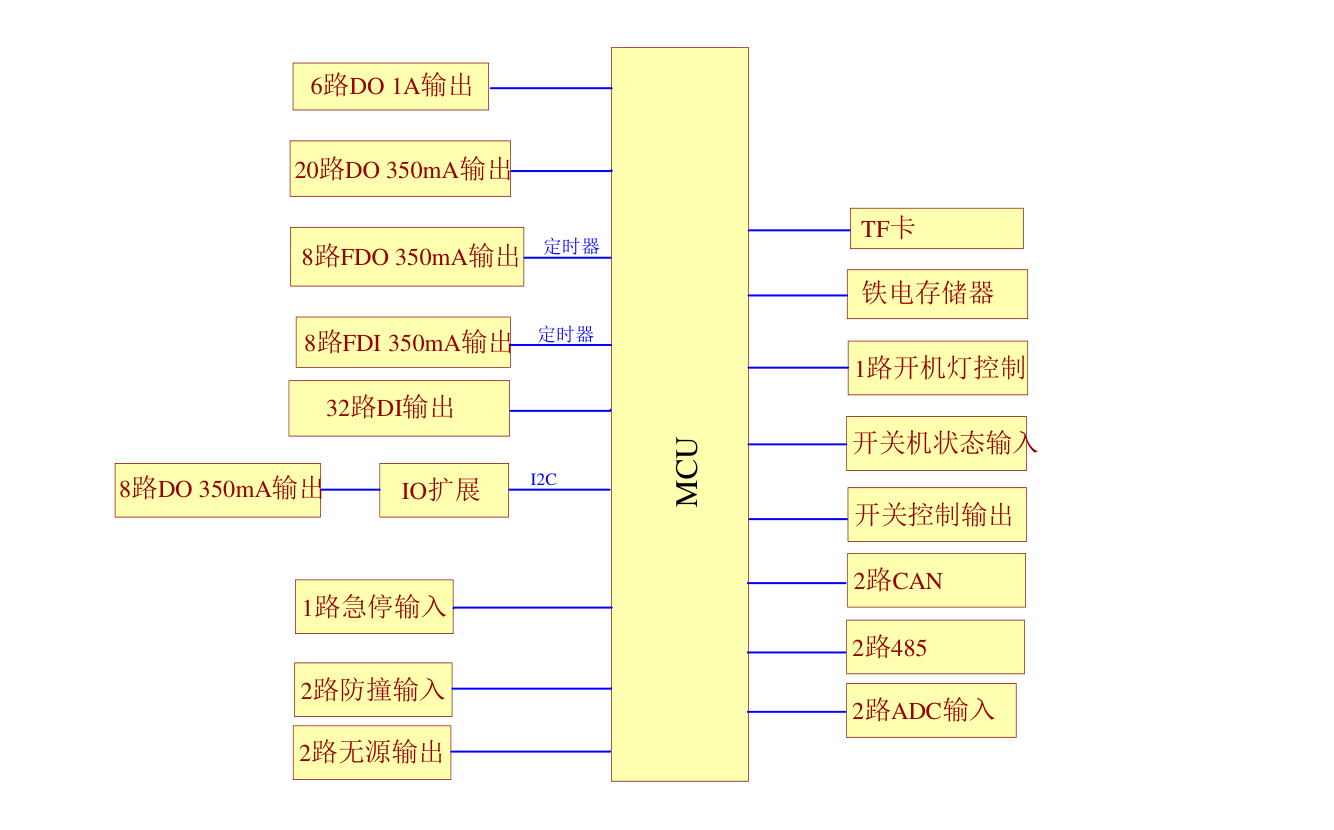 6路DO 1A输出
20路DO 350mA输出
8路FDO 350mA输出
定时器
8路FDI 350mA输出
定时器
32路DI输出
8路DO 350mA输出
IO扩展
I2C
1路急停输入
2路防撞输入
2路无源输出
MCU
TF卡
铁电存储器
1路开机灯控制
开关机状态输入
开关控制输出
2路CAN
2路485
2路ADC输入